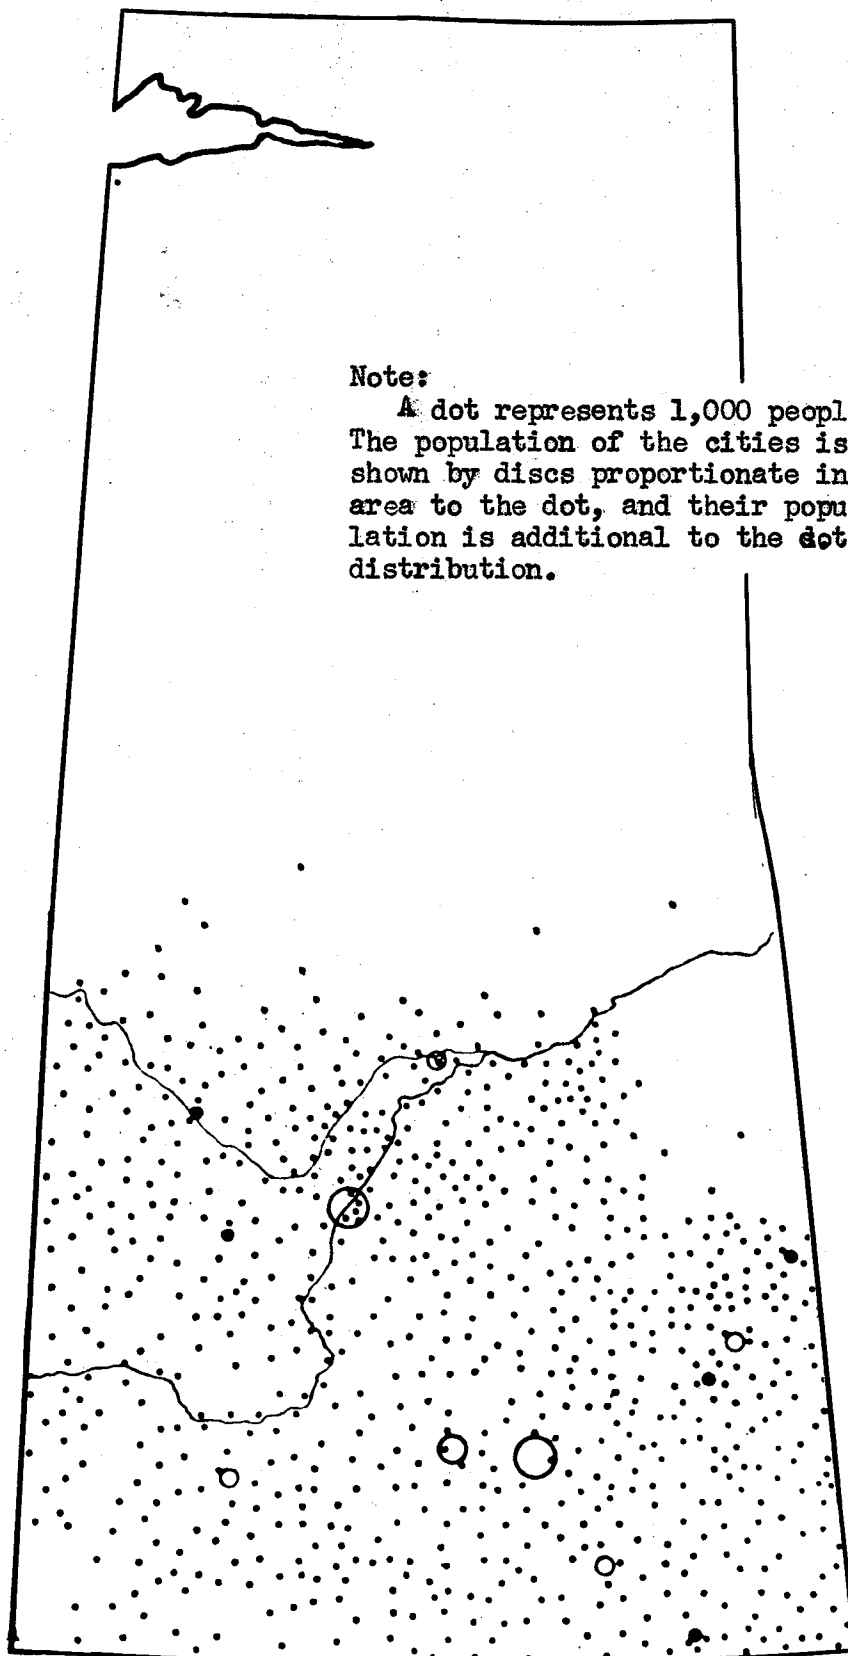 Note:
A dot represents 1,000 peopl
The population of the cities is
shown by discs proportionate in
area to the dot, and their popu
lation is additional to the dot
distribution.